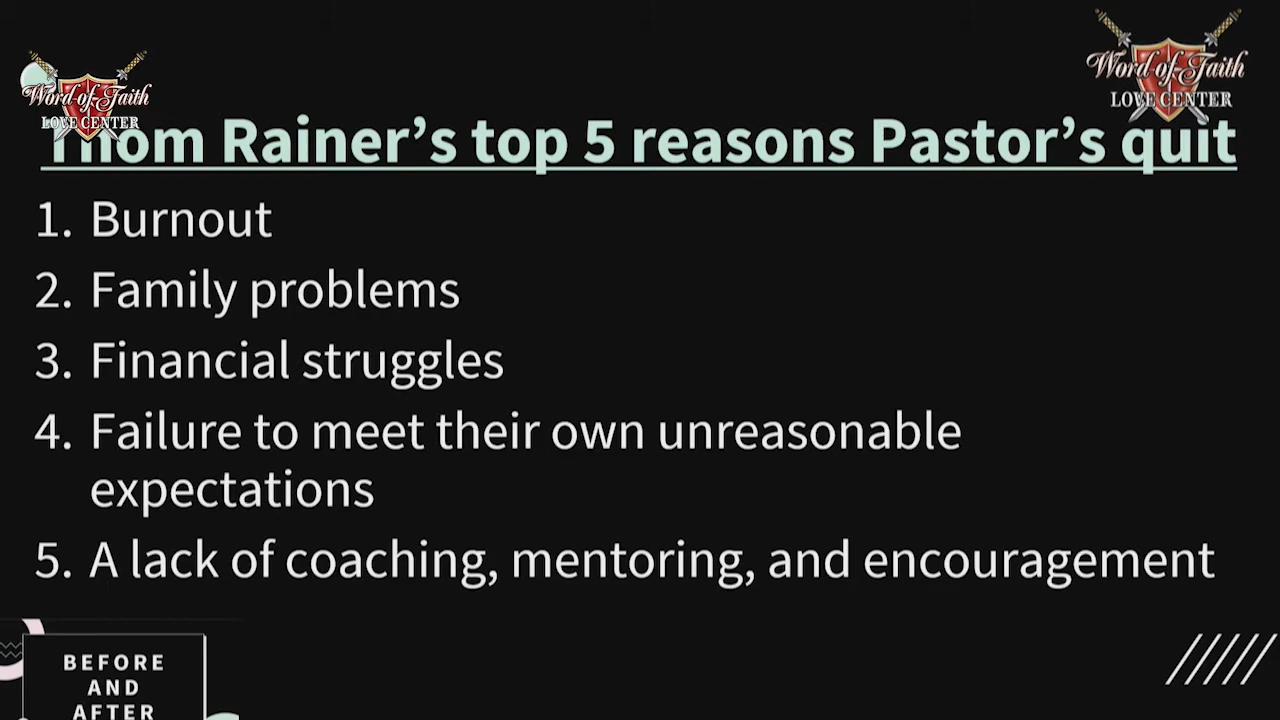 Word of Faith
LOVE CENTER
Word of Faith
LOVE CENTER
Thom Rainer’s top 5 reasons Pastor’s quit
1. Burnout
2. Family problems
3. Financial struggles
4. Failure to meet their own unreasonable
expectations
5. A lack of coaching, mentoring, and encouragement
BEFORE
AND
AFTER